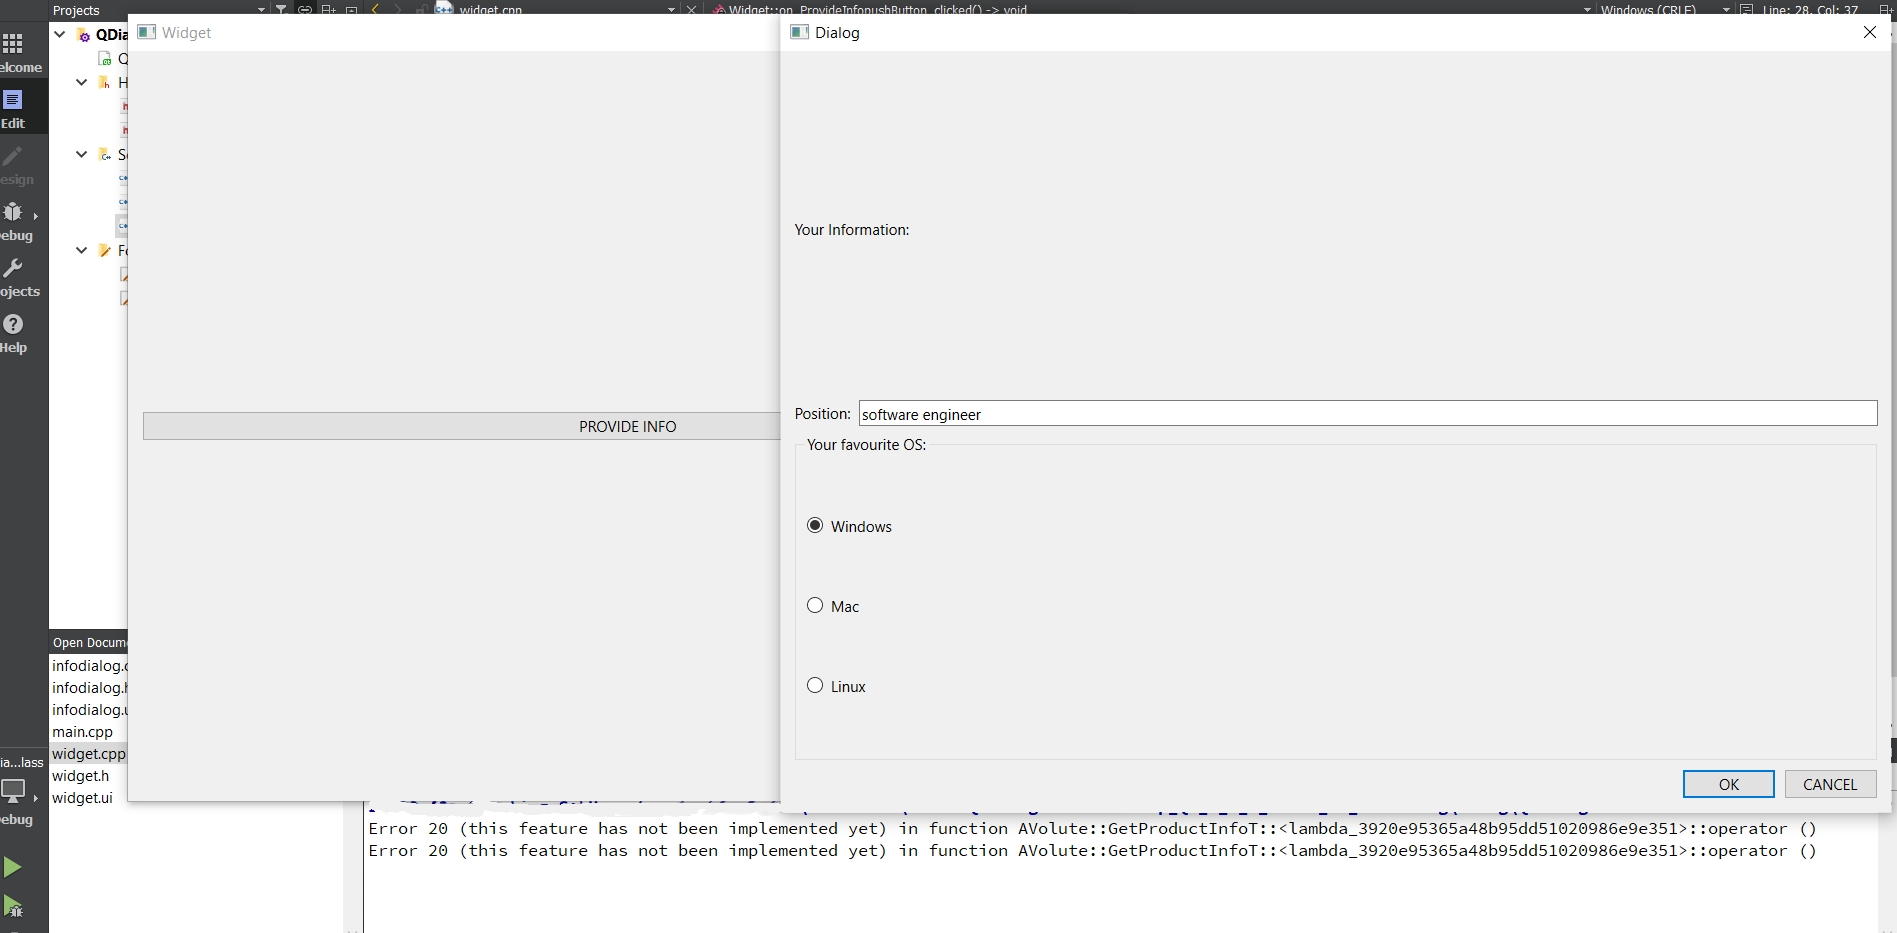 Projects
widget.cpp
Widget::on_ProvideInfopushButton_clicked() -> void
Windows (CRLF)
Line: 28, Col: 37
Widget
Dialog
elcome
Edit
esign
ebug
ojects
Help
QDia
Q
H
So
Fo
Your Information:
Position: software engineer
PROVIDE INFO
Your favourite OS:
Windows
Mac
Linux
OK
CANCEL
Open Docume
infodialog.c
infodialog.h
infodialog.u
main.cpp
widget.cpp
widget.h
widget.ui
ia...lass
ebug
Error 20 (this feature has not been implemented yet) in function AVolute::GetProductInfoT::<lambda_3920e95365a48b95dd51020986e9e351>::operator ()
Error 20 (this feature has not been implemented yet) in function AVolute::GetProductInfoT::<lambda_3920e95365a48b95dd51020986e9e351>::operator ()